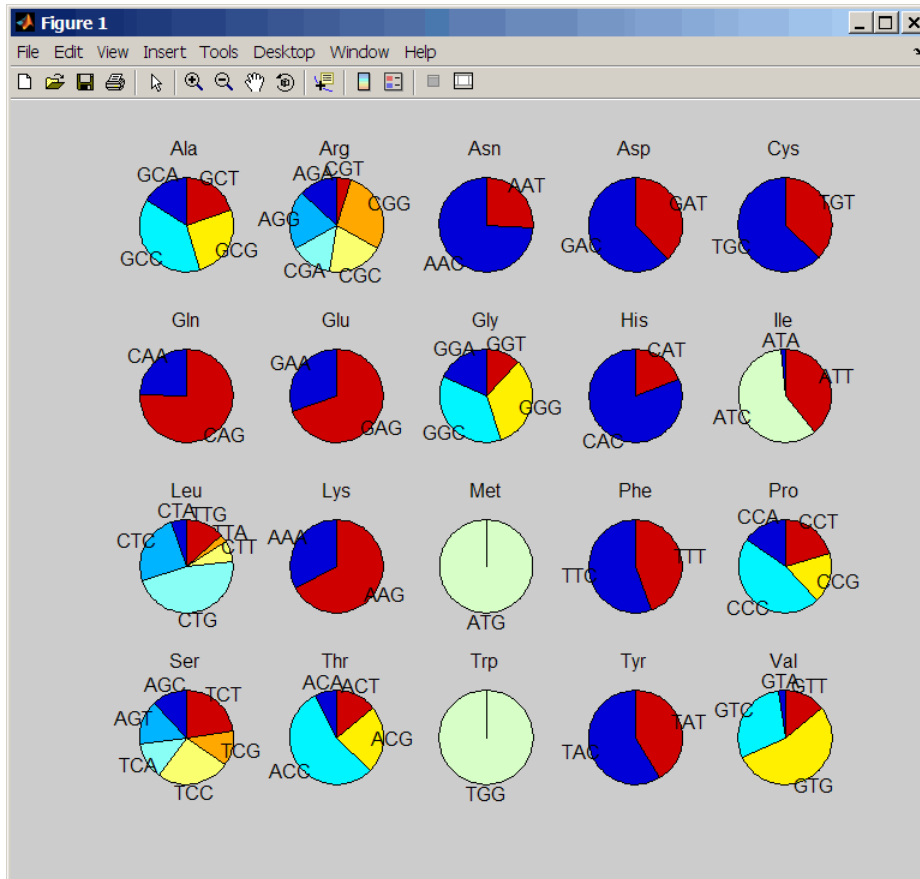 Figure 1
File Edit View Insert Tools Desktop Window Help
Ala Arg Asn Asp Cys
GCA GCT GCC GCG
AGA CGT AGG CGG CGA CGC
AAT AAC
GAT GAC
TGT TGC
Gln Glu Gly His Ile
CAA CAG
GAA GAG
GGA GGT GGC GGG
CAT CAC
ATA ATT ATC
Leu Lys Met Phe Pro
CTA TTG TTA CTT CTC CTG
AAA AAG
ATG
TTT TTC
CCA CCT CCG CCC
Ser Thr Trp Tyr Val
AGC TCT AGT TCG TCA TCC
ACA ACT ACG ACC
TGG
TAT TAC
GTA GTT GTC GTG